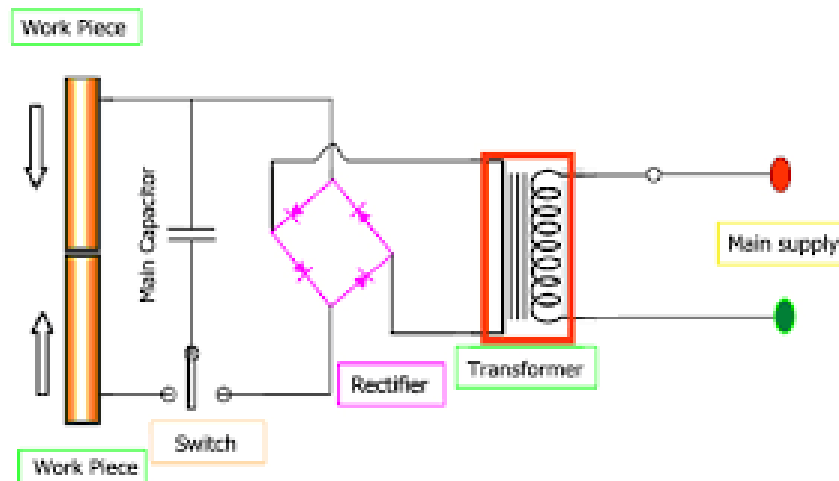 Work Piece
Main Capacitor
Main supply
Transformer
Rectifier
Switch
Work Piece